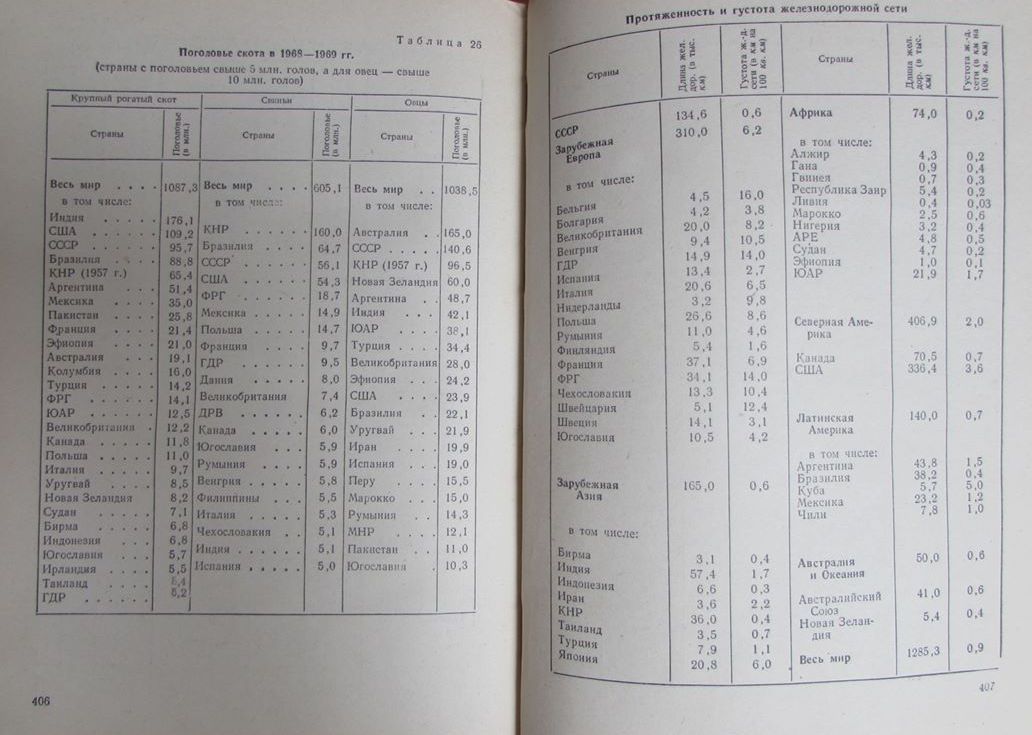 Таблица 26
Поголовье скота в 1968—1969 гг.
(страны с поголовьем свыше 5 млн. голов, а для овец — свыше
10 млн. голов)
Крупный рогатый скот
Страны
Поголовье
(в млн.)
Весь мир . . . . 1087,3
в том числе:
Индия . . . . . 176,1
США . . . . . 109,2
СССР . . . . . 95,7
Бразилия . . . . 88,8
КНР (1957 г.) . . . 65,4
Аргентина . . . . 51,4
Мексика . . . . 35,0
Пакистан . . . . 25,8
Франция . . . . 21,4
Эфиопия . . . . 21,0
Австралия . . . . 19,1
Колумбия . . . . 16,0
Турция . . . . . 14,2
ФРГ . . . . . . 14,1
ЮАР . . . . . . 12,5
Великобритания . 12,2
Канада . . . . . 11,8
Польша . . . . . 11,0
Италия . . . . . 9,7
Уругвай . . . . 8,5
Новая Зеландия 8,2
Судан . . . . . 7,1
Бирма . . . . . 6,8
Индонезия . . . 6,8
Югославия . . . 5,7
Ирландия . . . . 5,5
Таиланд . . . . 5,4
ГДР . . . . . . 5,2
Свиньи
Страны
Поголовье
(в млн.)
Весь мир . . . . 605,1
в том числе:
КНР . . . . . . 160,0
Бразилия . . . . 64,7
СССР . . . . . 56,1
США . . . . . . 54,3
ФРГ . . . . . . 18,7
Мексика . . . . 14,9
Польша . . . . . 14,7
Франция . . . . 9,7
ГДР . . . . . . 9,5
Дания . . . . . 8,0
Великобритания 7,4
ДРВ . . . . . . 6,2
Канада . . . . . 6,0
Югославия . . . 5,9
Румыния . . . . 5,9
Венгрия . . . . 5,8
Филиппины . . . 5,5
Италия . . . . . 5,3
Чехословакия . . 5,1
Индия . . . . . 5,1
Испания . . . . . 5,0
Овцы
Страны
Поголовье
(в млн.)
Весь мир . . 1038,5
в том числе:
Австралия . . 165,0
СССР . . . . 140,6
КНР (1957 г.) 96,5
Новая Зеландия 60,0
Аргентина . . 48,7
Индия . . . 42,1
ЮАР . . . . 38,1
Турция . . . 34,4
Великобритания 28,0
Эфиопия . . . 24,2
США . . . . 23,9
Бразилия . . 22,1
Уругвай . . . 21,9
Иран . . . . 19,9
Испания . . . 19,0
Перу . . . . 15,5
Марокко . . . 15,0
Румыния . . 14,3
МНР . . . . 12,1
Пакистан . . 11,0
Югославия . 10,3
406
Протяженность и густота железнодорожной сети
Страны
Длина жел.
дор. (в тыс.
км)
Густота ж.-д.
сети (в км на
100 кв. км)
СССР 134,6 0,6
Зарубежная
Европа 310,0 6,2
в том числе:
Бельгия 4,5 16,0
Болгария 4,2 3,8
Великобритания 20,0 8,2
Венгрия 9,4 10,5
ГДР 14,9 14,0
Испания 13,4 2,7
Италия 20,6 6,5
Нидерланды 3,2 9,8
Польша 26,6 8,6
Румыния 11,0 4,6
Финляндия 5,4 1,6
Франция 37,1 6,9
ФРГ 34,1 14,0
Чехословакия 13,3 10,4
Швейцария 5,1 12,4
Швеция 14,1 3,1
Югославия 10,5 4,2
Зарубежная
Азия 165,0 0,6
в том числе:
Бирма 3,1 0,4
Индия 57,4 1,7
Индонезия 6,6 0,3
Иран 3,6 2,2
КНР 36,0 0,4
Таиланд 3,5 0,7
Турция 7,9 1,1
Япония 20,8 6,0
Страны
Длина жел.
дор. (в тыс.
км)
Густота ж.-д.
сети (в км на
100 кв. км)
Африка 74,0 0,2
в том числе:
Алжир 4,3 0,2
Гана 0,9 0,4
Гвинея 0,7 0,3
Республика Заир 5,4 0,2
Ливия 0,4 0,03
Марокко 2,5 0,6
Нигерия 3,2 0,4
АРЕ 4,8 0,5
Судан 4,7 0,2
Эфиопия 1,0 0,1
ЮАР 21,9 1,7
Северная Аме- 406,9 2,0
рика
Канада 70,5 0,7
США 336,4 3,6
Латинская 140,0 0,7
Америка
в том числе:
Аргентина 43,8 1,5
Бразилия 38,2 0,4
Куба 5,7 5,0
Мексика 23,2 1,2
Чили 7,8 1,0
Австралия 50,0 0,6
и Океания
Австралийский 41,0 0,6
Союз
Новая Зелан- 5,4 0,4
дия
Весь мир 1285,3 0,9
407